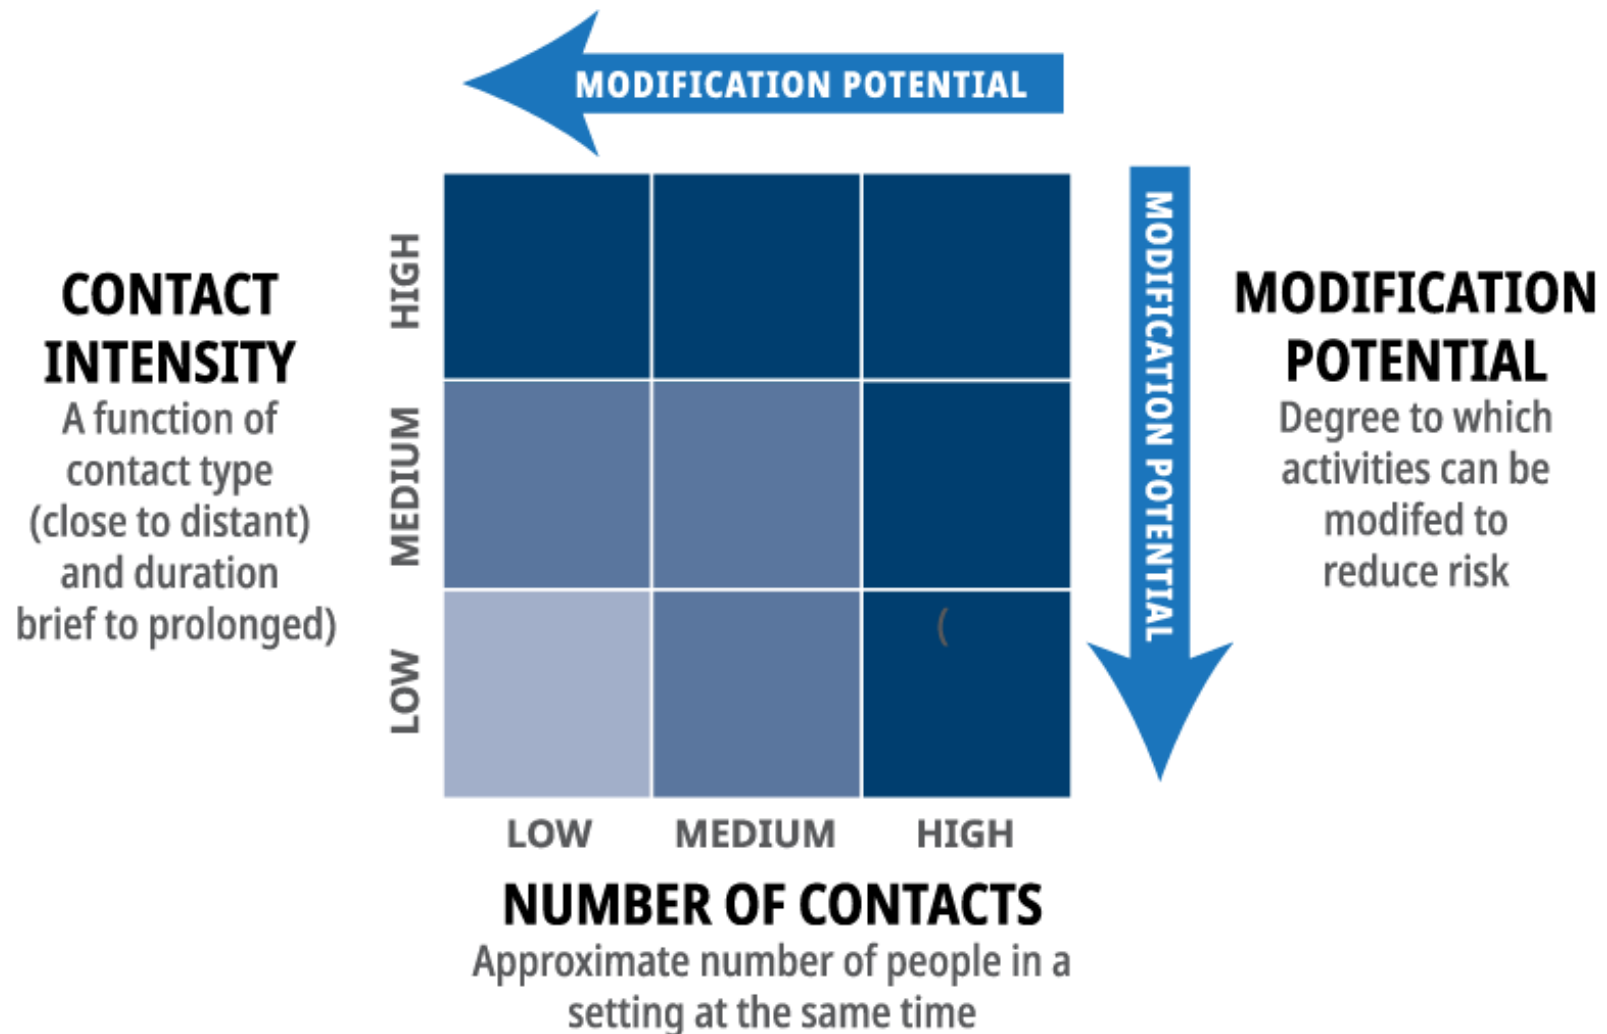 MODIFICATION POTENTIAL
CONTACT
INTENSITY
A function of
contact type
(close to distant)
and duration
brief to prolonged)
HIGH
MEDIUM
LOW
(
MODIFICATION POTENTIAL
MODIFICATION
POTENTIAL
Degree to which
activities can be
modifed to
reduce risk
LOW MEDIUM HIGH
NUMBER OF CONTACTS
Approximate number of people in a
setting at the same time